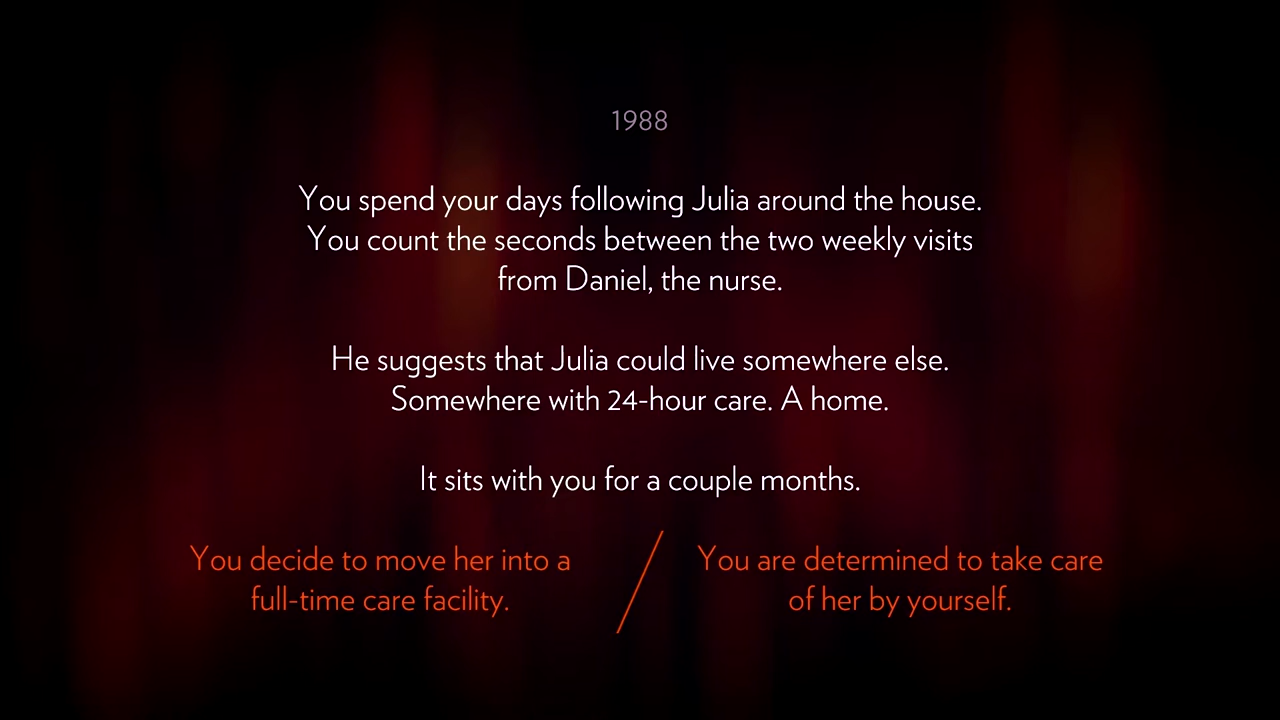 1988
You spend your days following Julia around the house.
You count the seconds between the two weekly visits
from Daniel, the nurse.
He suggests that Julia could live somewhere else.
Somewhere with 24-hour care. A home.
It sits with you for a couple months.
You decide to move her into a
full-time care facility.
You are determined to take care
of her by yourself.